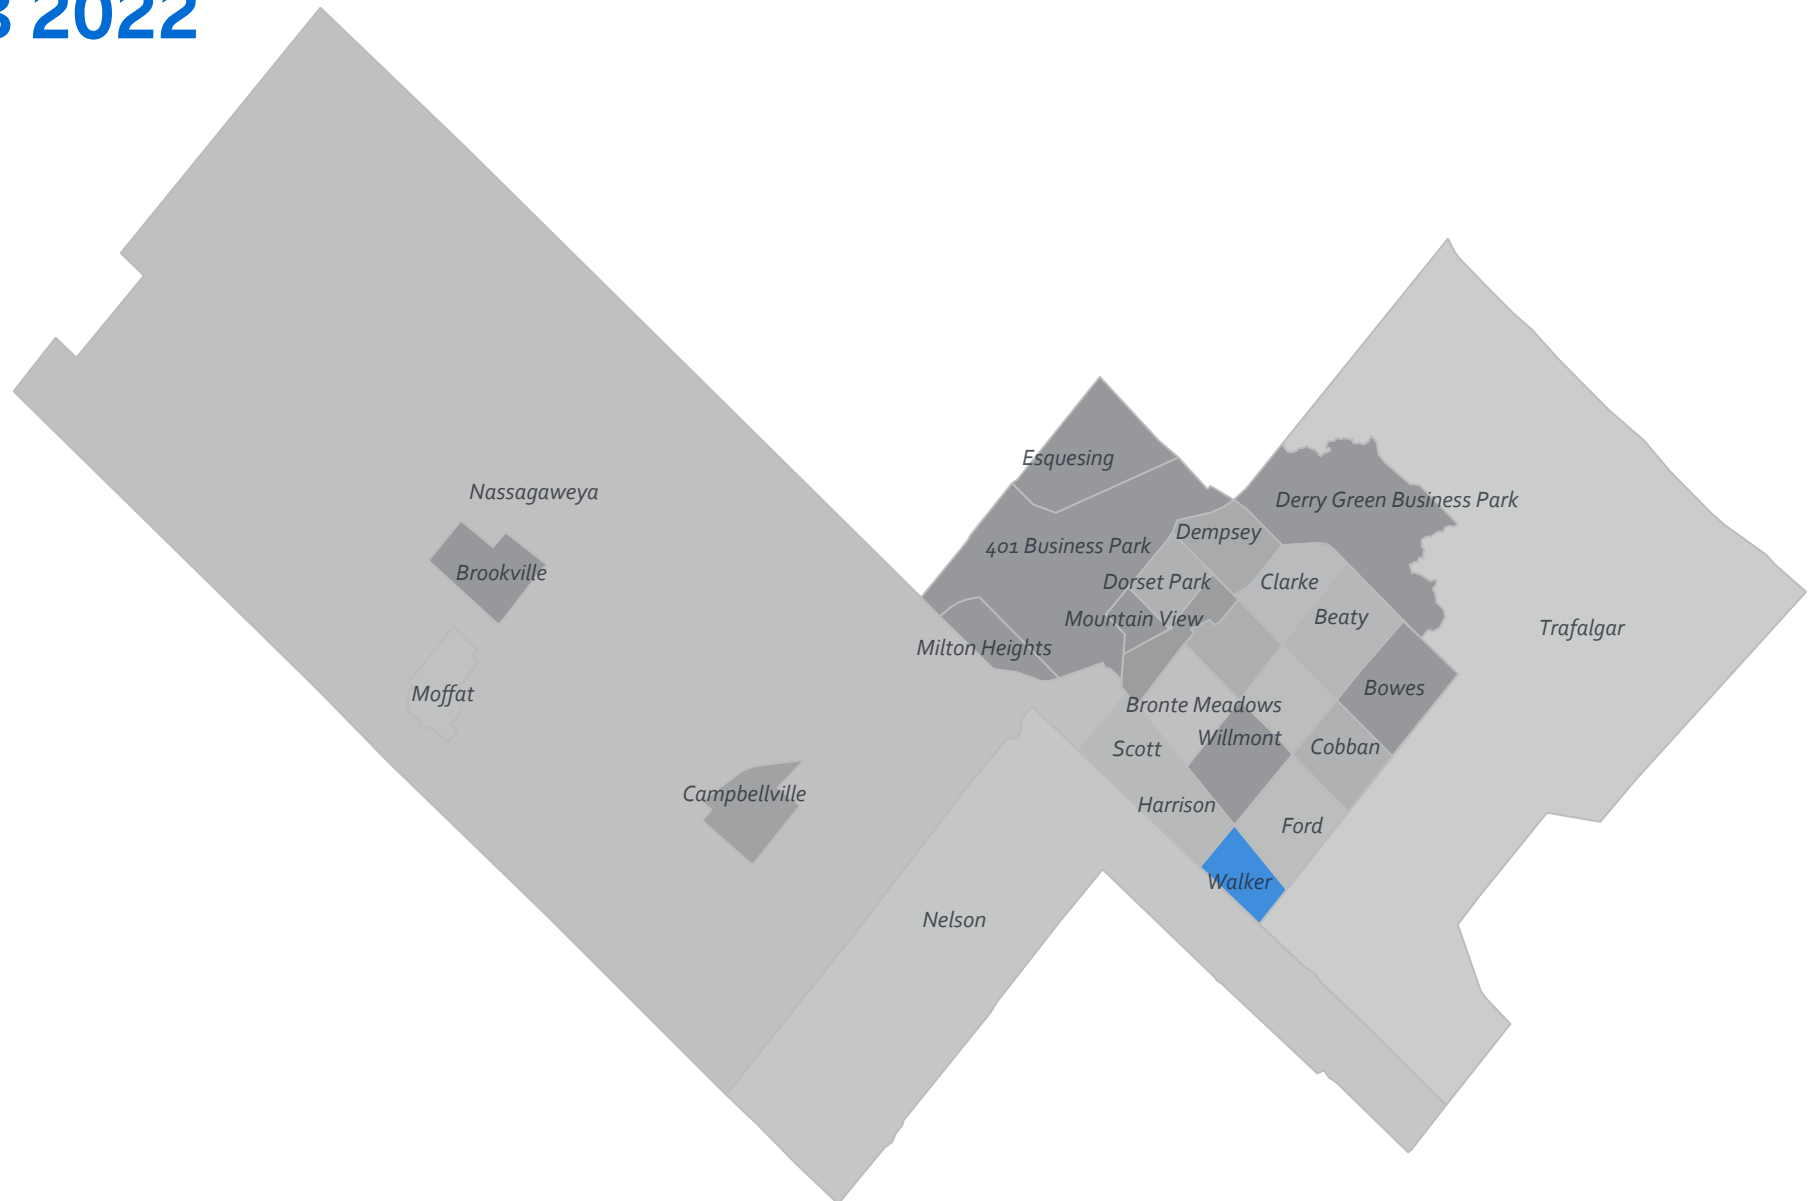 2022
Esquesing
Nassagaweya
Derry Green Business Park
Dempsey
401 Business Park
Brookville
Dorset Park
Clarke
Mountain View
Beaty
Trafalgar
Milton Heights
Moffat
Bowes
Bronte Meadows
Willmont
Scott
Cobban
Campbellville
Harrison
Ford
Walker
Nelson